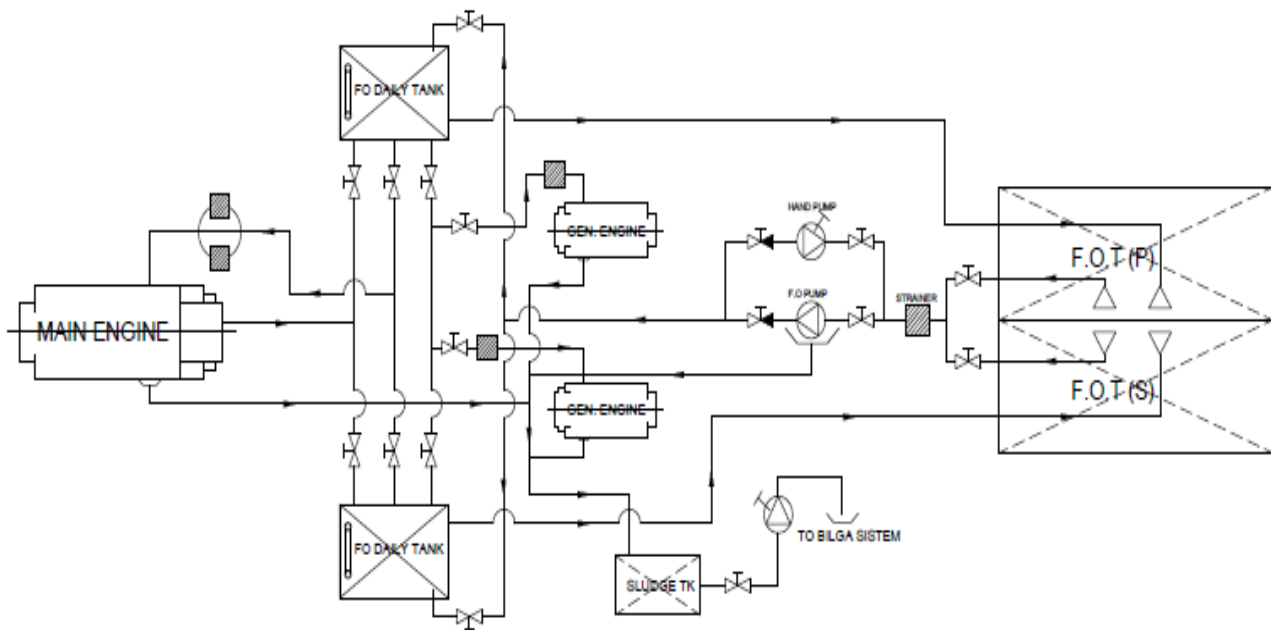 FO DAILY TANK
HAND PUMP
GEN. ENGINE
F.O.T (P)
F.O PUMP
STRAINER
MAIN ENGINE
F.O.T (S)
GEN. ENGINE
TO BILGA SISTEM
FO DAILY TANK
SLUDGE TK